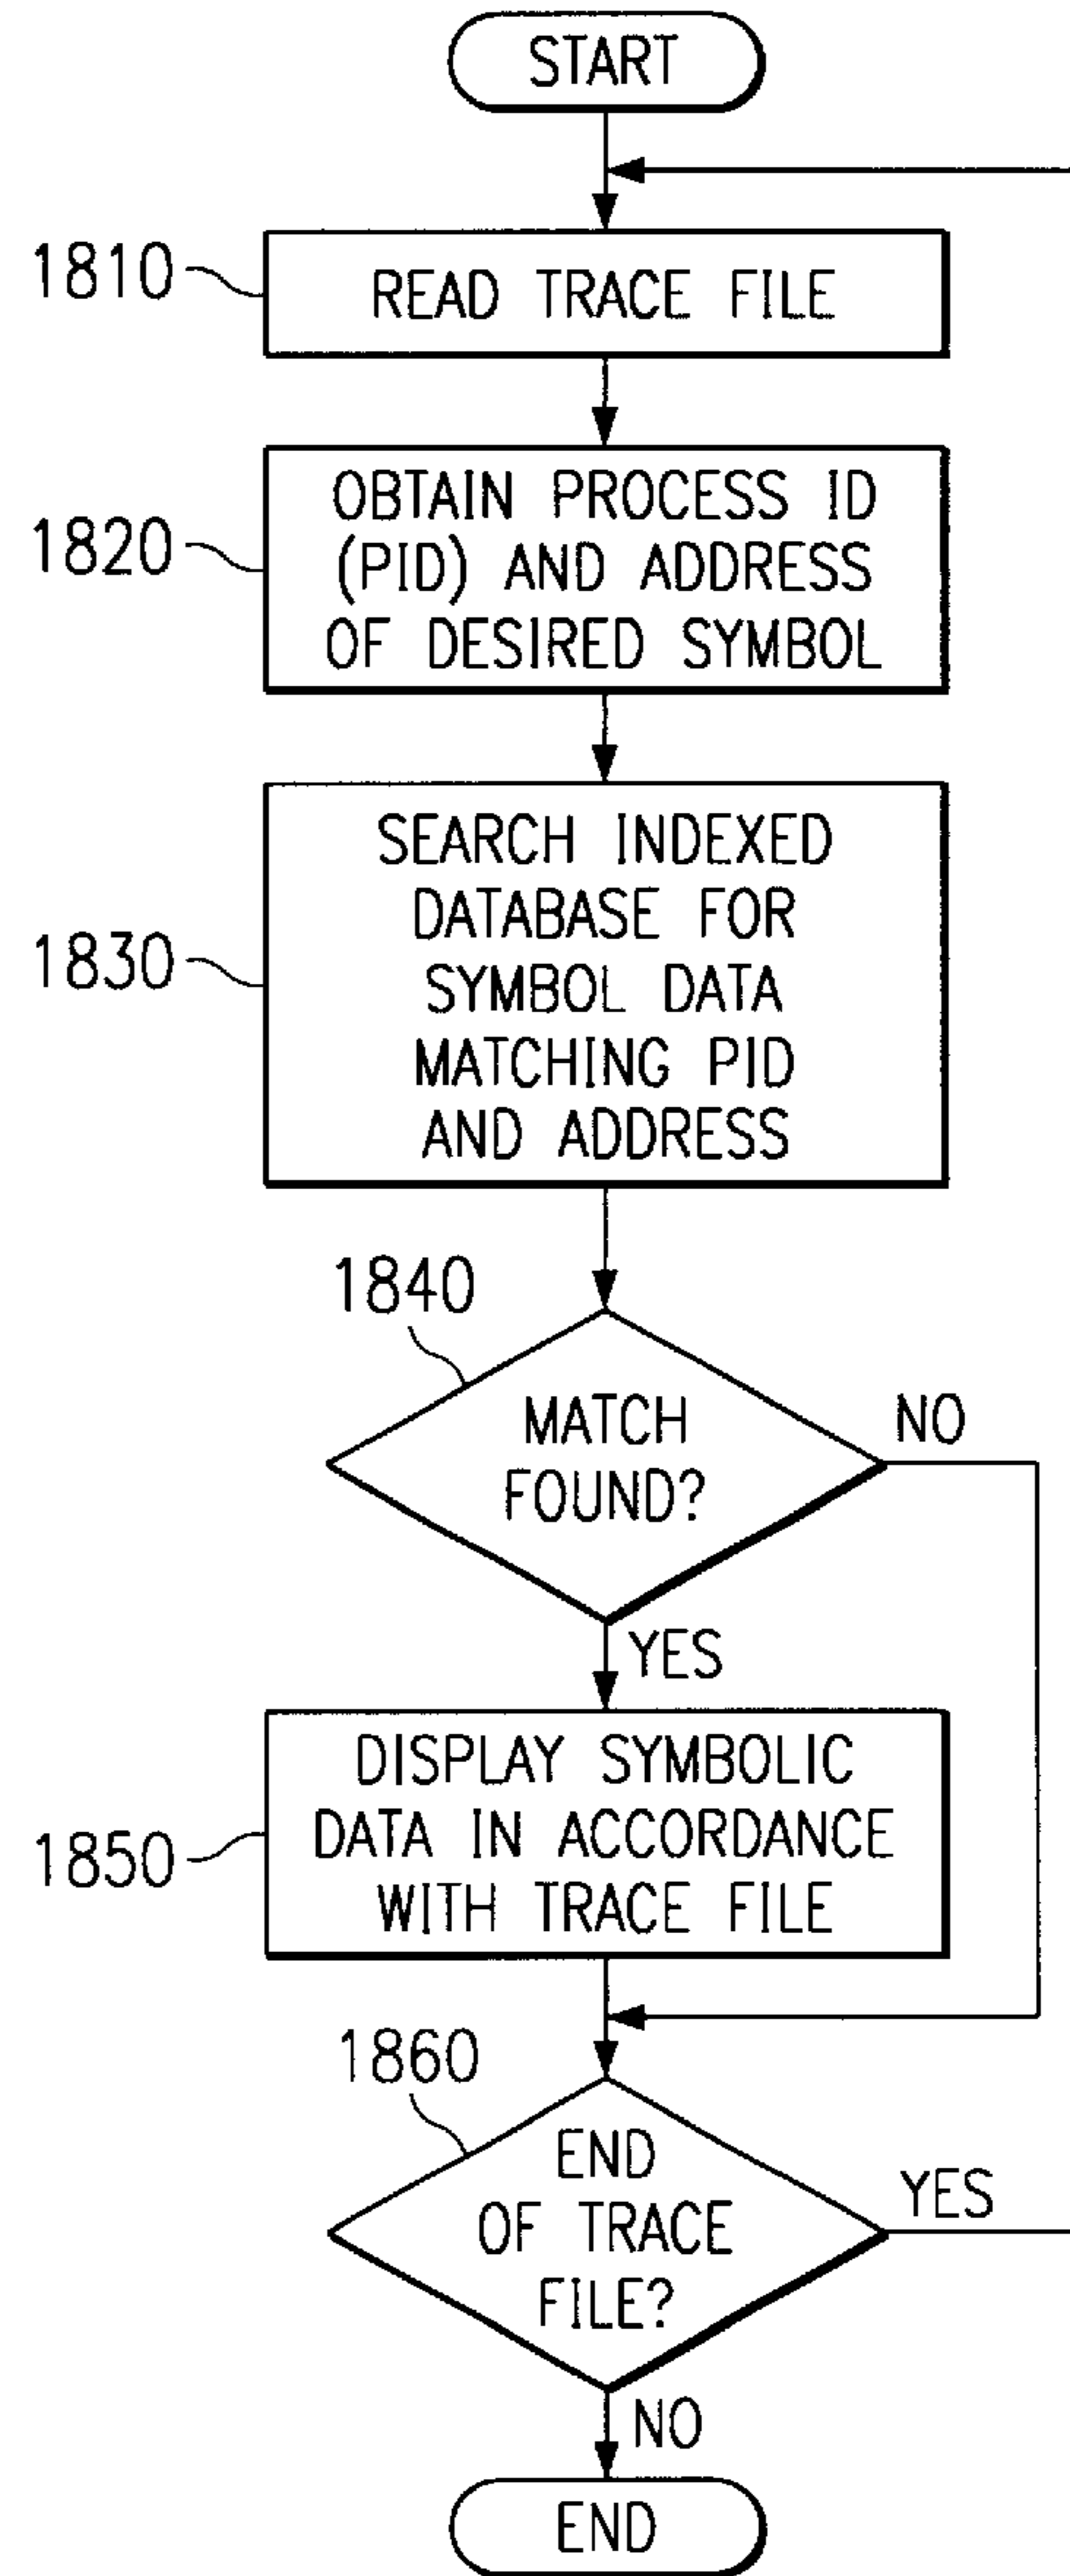 START
1810
READ TRACE FILE
1820
OBTAIN PROCESS ID
(PID) AND ADDRESS
OF DESIRED SYMBOL
1830
SEARCH INDEXED
DATABASE FOR
SYMBOL DATA
MATCHING PID
AND ADDRESS
1840
MATCH
FOUND?
NO
YES
1850
DISPLAY SYMBOLIC
DATA IN ACCORDANCE
WITH TRACE FILE
1860
END
OF TRACE
FILE?
YES
NO
END